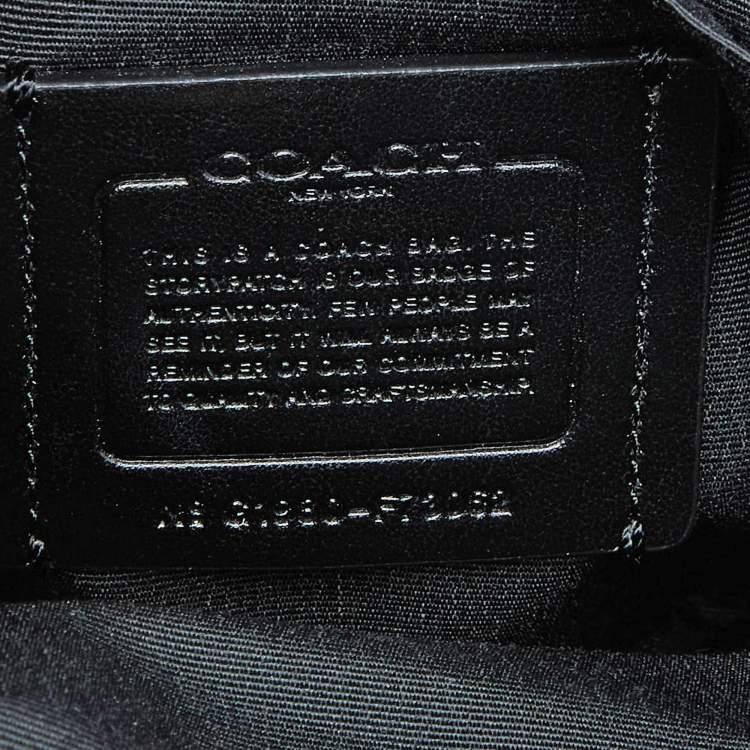 COACH
NEW YORK
THIS IS A COACH BAG. THE
STORYPATCH IS OUR BADGE OF
AUTHENTICITY. FEW PEOPLE MAY
SEE IT, BUT IT WILL ALWAYS BE A
REMINDER OF OUR COMMITMENT
TO QUALITY AND CRAFTSMANSHIP.
Nº